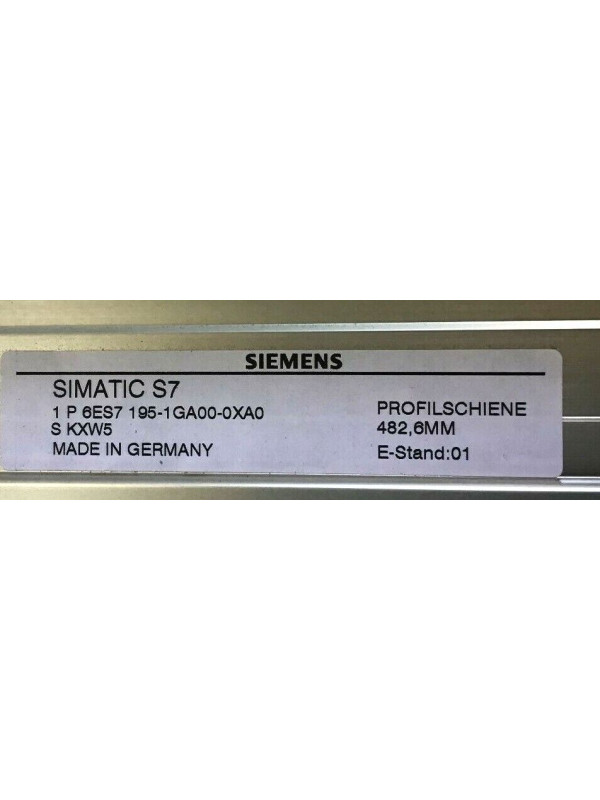 SIEMENS
SIMATIC S7
1 P 6ES7 195-1GA00-0XA0
S KXW5
MADE IN GERMANY
PROFILSCHIENE
482,6MM
E-Stand:01